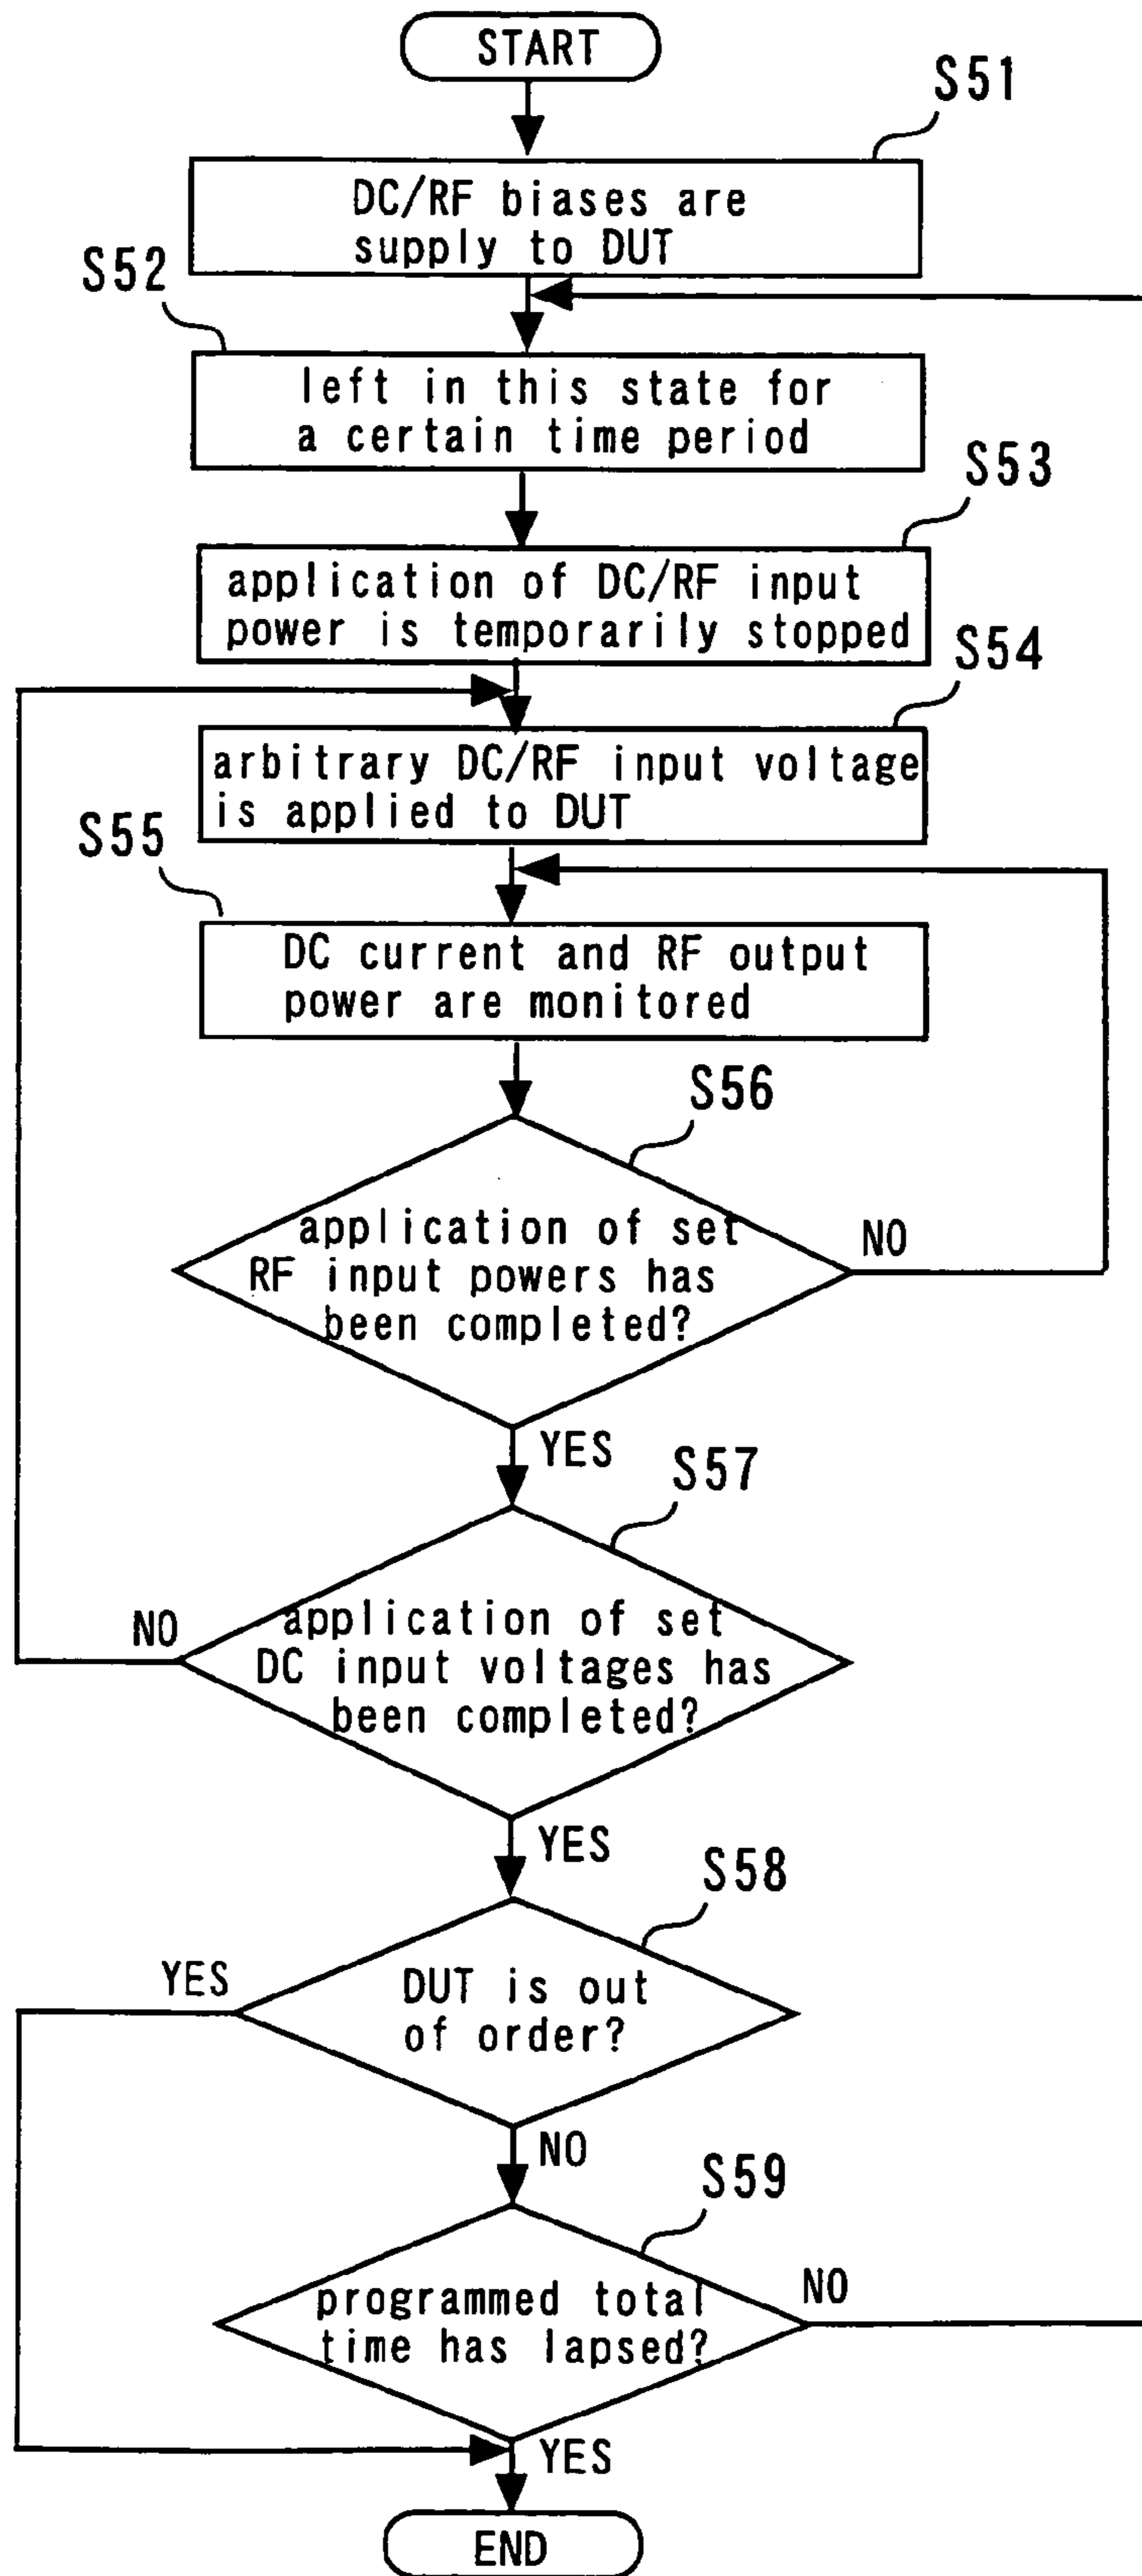 START
S51
DC/RF biases are
supply to DUT
S52
left in this state for
a certain time period
S53
application of DC/RF input
power is temporarily stopped
S54
arbitrary DC/RF input voltage
is applied to DUT
S55
DC current and RF output
power are monitored
S56
application of set
RF input powers has
been completed?
NO
YES
S57
application of set
DC input voltages has
been completed?
NO
YES
S58
DUT is out
of order?
YES
NO
S59
programmed total
time has lapsed?
NO
YES
END